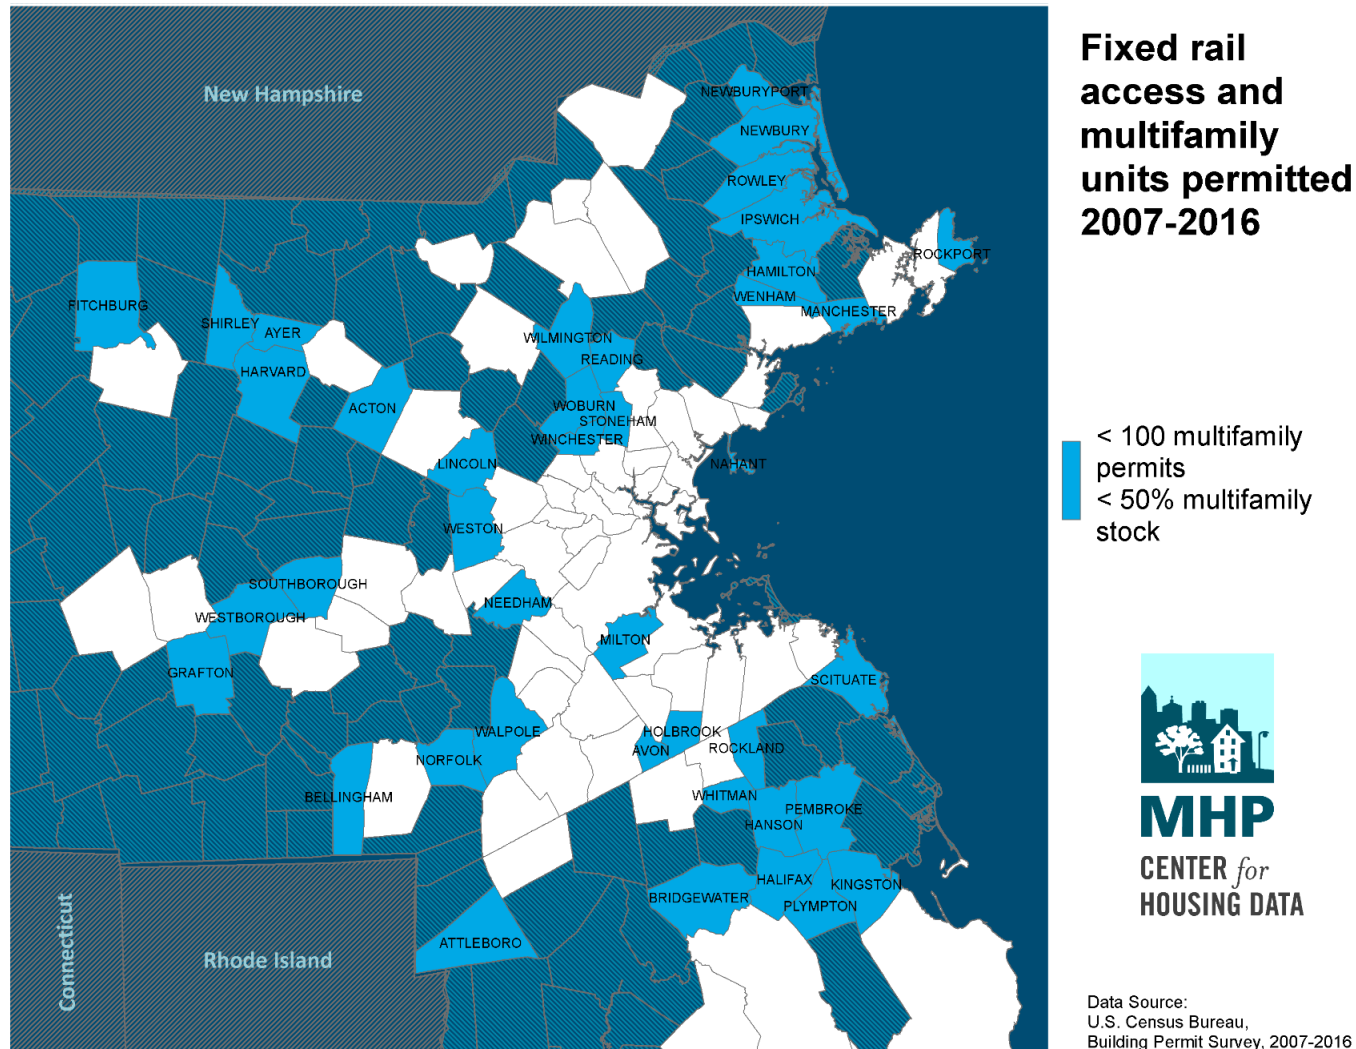 Fixed rail
access and
multifamily
units permitted
2007-2016
New Hampshire
NEWBURYPORT
NEWBURY
ROWLEY
IPSWICH
ROCKPORT
HAMILTON
WENHAM
MANCHESTER
FITCHBURG
SHIRLEY
AYER
WILMINGTON
READING
HARVARD
ACTON
WOBURN
STONEHAM
WINCHESTER
LINCOLN
NAHANT
WESTON
SOUTHBOROUGH
NEEDHAM
WESTBOROUGH
MILTON
GRAFTON
SCITUATE
WALPOLE
HOLBROOK
AVON
ROCKLAND
NORFOLK
BELLINGHAM
WHITMAN
PEMBROKE
HANSON
HALIFAX
KINGSTON
BRIDGEWATER
PLYMPTON
ATTLEBORO
Connecticut
Rhode Island
< 100 multifamily
permits
< 50% multifamily
stock
MHP
CENTER for
HOUSING DATA
Data Source:
U.S. Census Bureau,
Building Permit Survey, 2007-2016